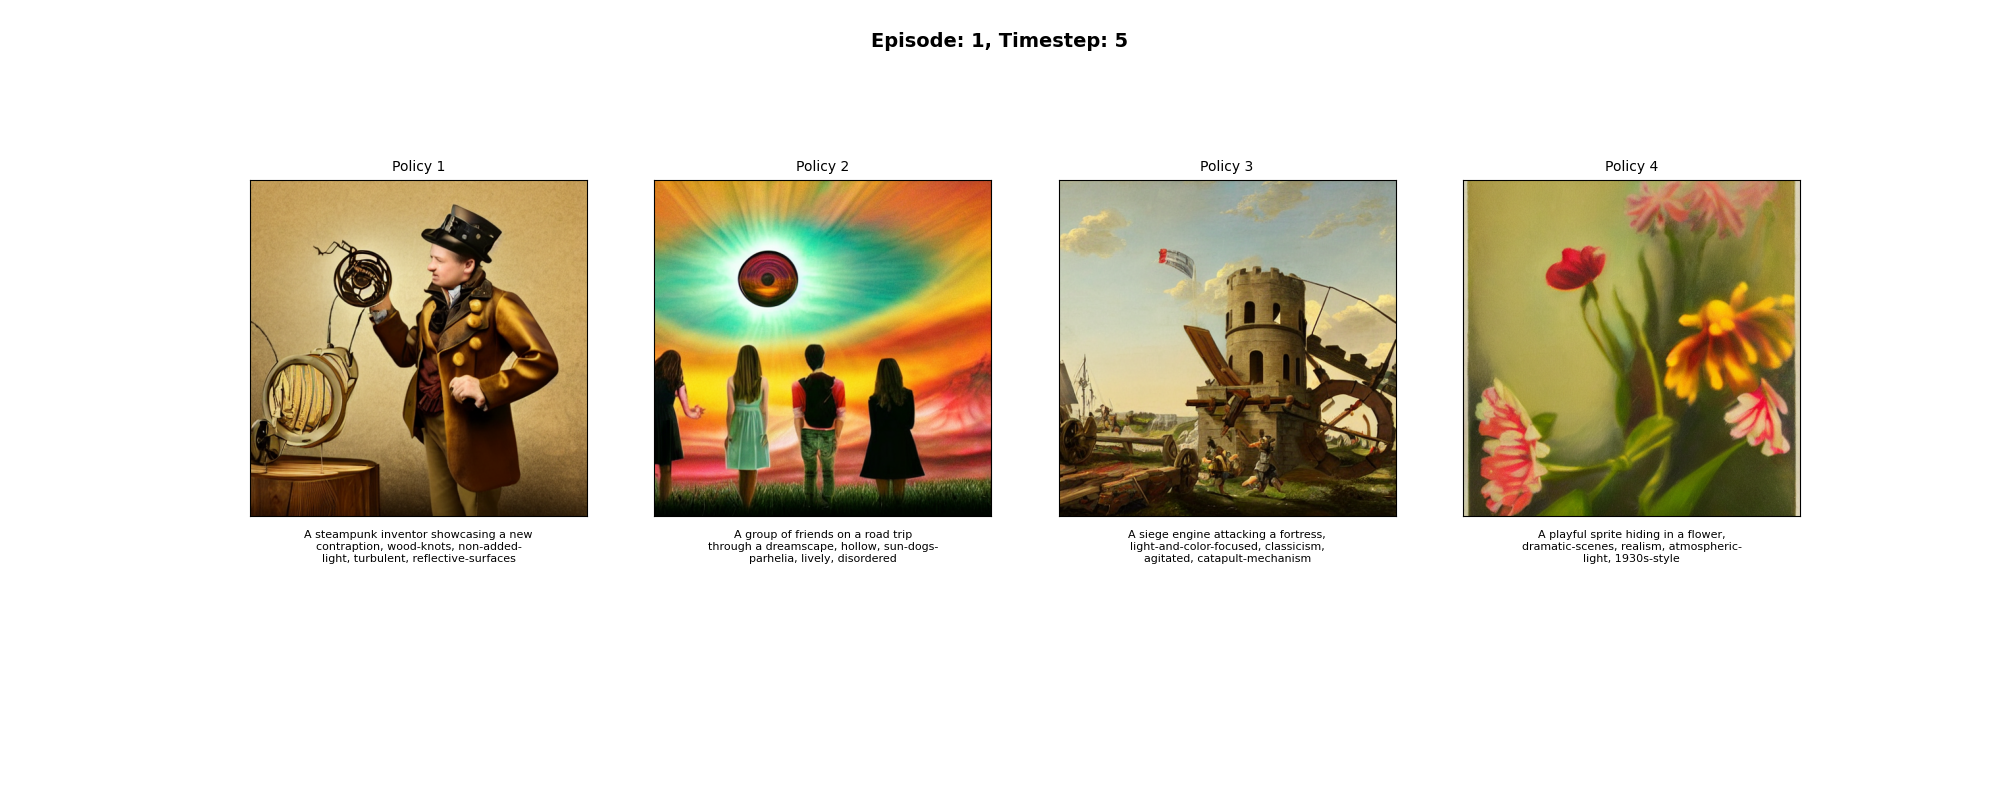 Episode: 1, Timestep: 5
Policy 1
Policy 2
Policy 3
Policy 4
A steampunk inventor showcasing a new
contraption, wood-knots, non-added-
light, turbulent, reflective-surfaces
A group of friends on a road trip
through a dreamscape, hollow, sun-dogs-
parhelia, lively, disordered
A siege engine attacking a fortress,
light-and-color-focused, classicism,
agitated, catapult-mechanism
A playful sprite hiding in a flower,
dramatic-scenes, realism, atmospheric-
light, 1930s-style